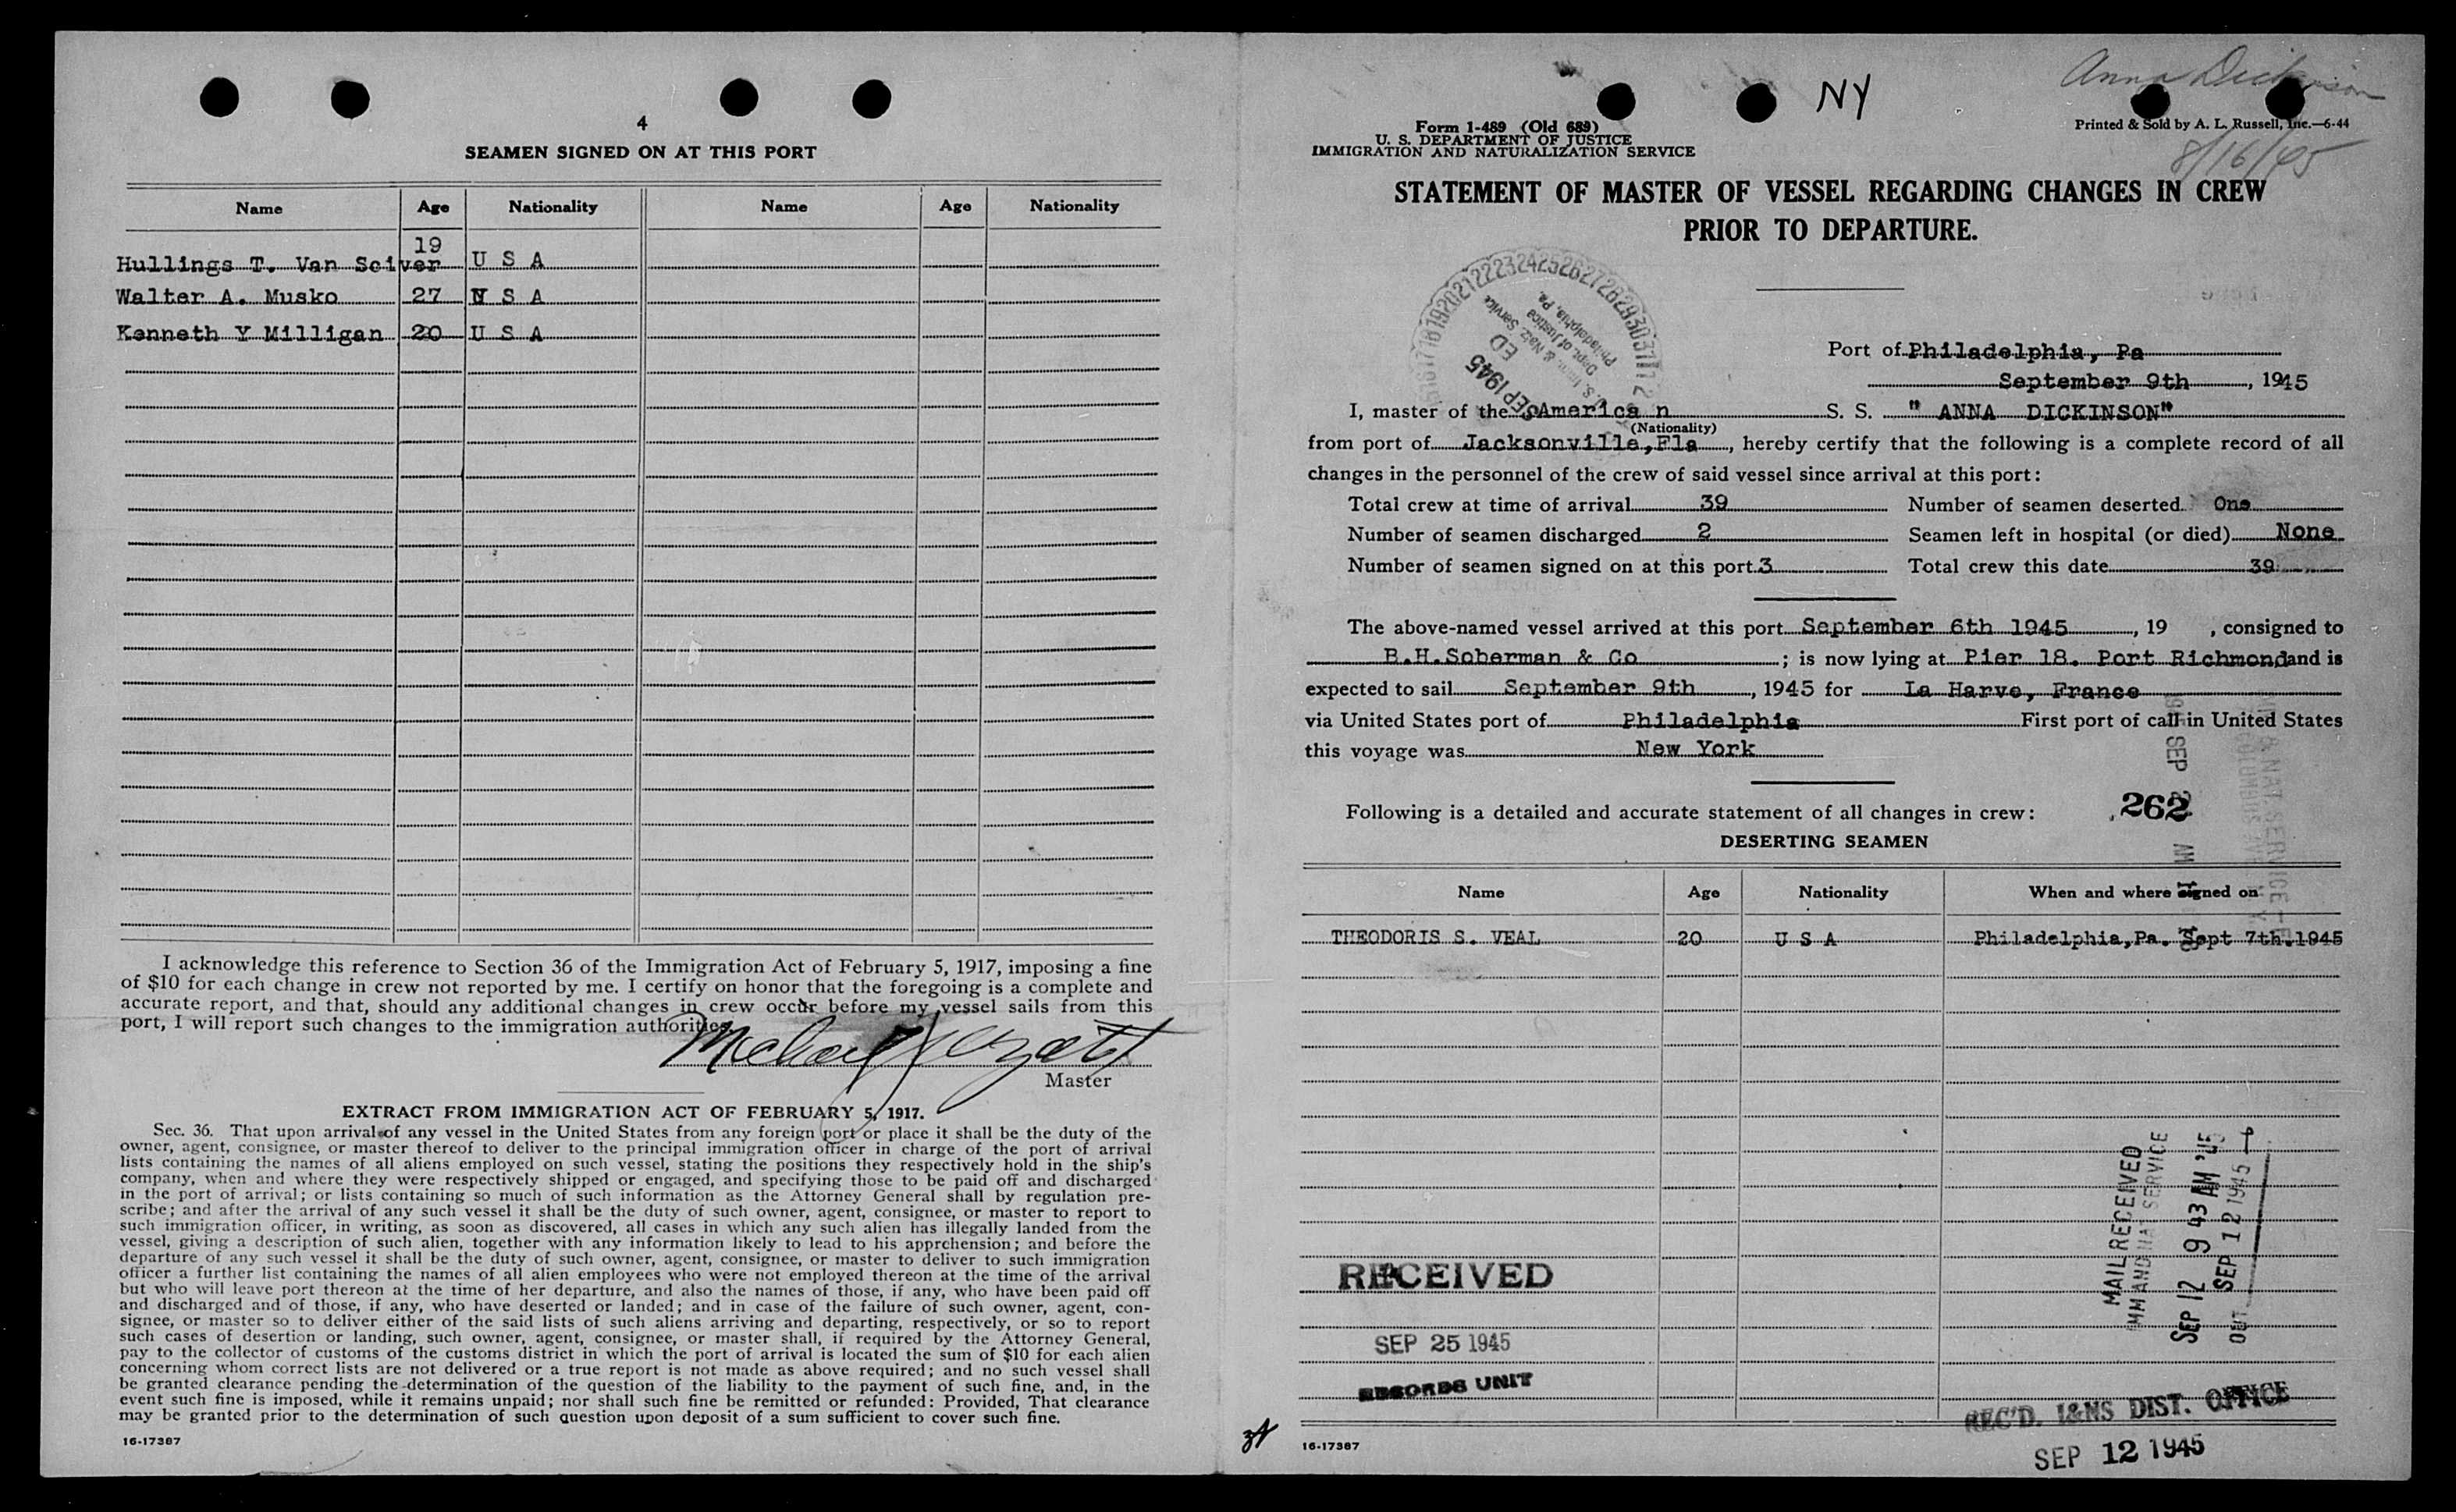 4
SEAMEN SIGNED ON AT THIS PORT
Name Age Nationality Name Age Nationality
Hullings T. Van Sciver 19 U S A
Walter A. Musko 27 U S A
Kenneth Y Milligan 20 U S A
I acknowledge this reference to Section 36 of the Immigration Act of February 5, 1917, imposing a fine
of $10 for each change in crew not reported by me. I certify on honor that the foregoing is a complete and
accurate report, and that, should any additional changes in crew occur before my vessel sails from this
port, I will report such changes to the immigration authorities.
Michael
Master
EXTRACT FROM IMMIGRATION ACT OF FEBRUARY 5, 1917.
Sec. 36. That upon arrival of any vessel in the United States from any foreign port or place it shall be the duty of the
owner, agent, consignee, or master thereof to deliver to the principal immigration officer in charge of the port of arrival
lists containing the names of all aliens employed on such vessel, stating the positions they respectively hold in the ship's
company, when and where they were respectively shipped or engaged, and specifying those to be paid off and discharged
in the port of arrival; or lists containing so much of such information as the Attorney General shall by regulation pre-
scribe; and after the arrival of any such vessel it shall be the duty of such owner, agent, consignee, or master to report to
such immigration officer, in writing, as soon as discovered, all cases in which any such alien has illegally landed from the
vessel, giving a description of such alien, together with any information likely to lead to his apprehension; and before the
departure of any such vessel it shall be the duty of such owner, agent, consignee, or master to deliver to such immigration
officer a further list containing the names of all alien employees who were not employed thereon at the time of the arrival
but who will leave port thereon at the time of her departure, and also the names of those, if any, who have been paid off
and discharged and of those, if any, who have deserted or landed; and in case of the failure of such owner, agent, con-
signee, or master so to deliver either of the said lists of such aliens arriving and departing, respectively, or so to report
such cases of desertion or landing, such owner, agent, consignee, or master shall, if required by the Attorney General,
pay to the collector of customs of the customs district in which the port of arrival is located the sum of $10 for each alien
concerning whom correct lists are not delivered or a true report is not made as above required; and no such vessel shall
be granted clearance pending the determination of the question of the liability to the payment of such fine, and, in the
event such fine is imposed, while it remains unpaid; nor shall such fine be remitted or refunded: Provided, That clearance
may be granted prior to the determination of such question upon deposit of a sum sufficient to cover such fine.
16-17387
NY
Anna Dickinson
8/16/45
Form 1-489 (Old 689)
U. S. DEPARTMENT OF JUSTICE
IMMIGRATION AND NATURALIZATION SERVICE
Printed & Sold by A. L. Russell, Inc.—6-44
STATEMENT OF MASTER OF VESSEL REGARDING CHANGES IN CREW
PRIOR TO DEPARTURE.
Port of Philadelphia, Pa
September 9th, 1945
I, master of the America n S. S. " ANNA DICKINSON"
(Nationality)
from port of Jacksonville,Fla, hereby certify that the following is a complete record of all
changes in the personnel of the crew of said vessel since arrival at this port:
Total crew at time of arrival 39 Number of seamen deserted One
Number of seamen discharged 2 Seamen left in hospital (or died) None
Number of seamen signed on at this port 3 Total crew this date 39
The above-named vessel arrived at this port September 6th 1945, 19 , consigned to
B.H.Soberman & Co; is now lying at Pier 18. Port Richmond and is
expected to sail September 9th, 1945 for La Harve, France
via United States port of Philadelphia First port of call in United States
this voyage was New York
Following is a detailed and accurate statement of all changes in crew:
262
DESERTING SEAMEN
Name Age Nationality When and where signed on
THEODORIS S. VEAL 20 U S A Philadelphia,Pa. Sept 7th.1945
MAIL RECEIVED
SEP 12 9 43 AM '45
OUT SEP 12 1945
RECEIVED
SEP 25 1945
RECORDS UNIT
REC'D. I&NS DIST. OFFICE
SEP 12 1945
16-17387